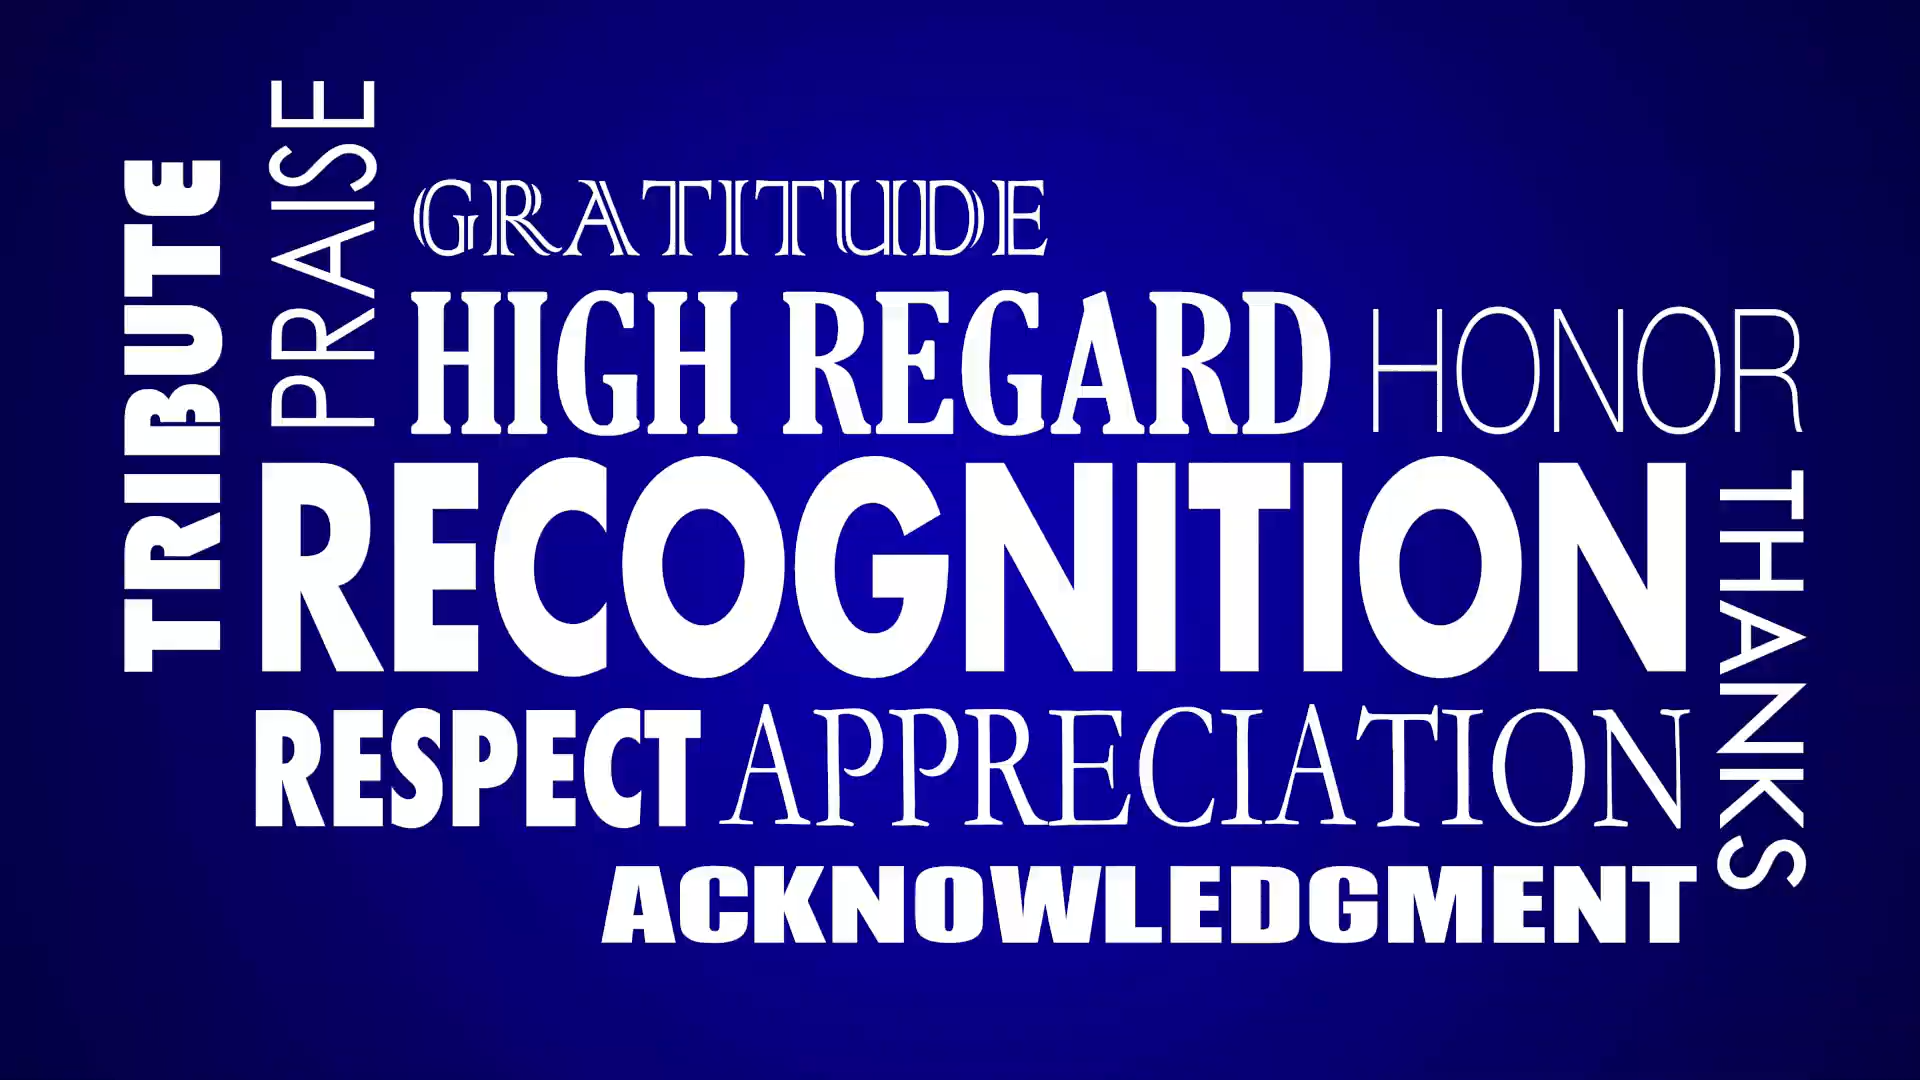 TRIBUTE
PRAISE
GRATITUDE
HIGH REGARD
HONOR
RECOGNITION
THANKS
RESPECT
APPRECIATION
ACKNOWLEDGMENT